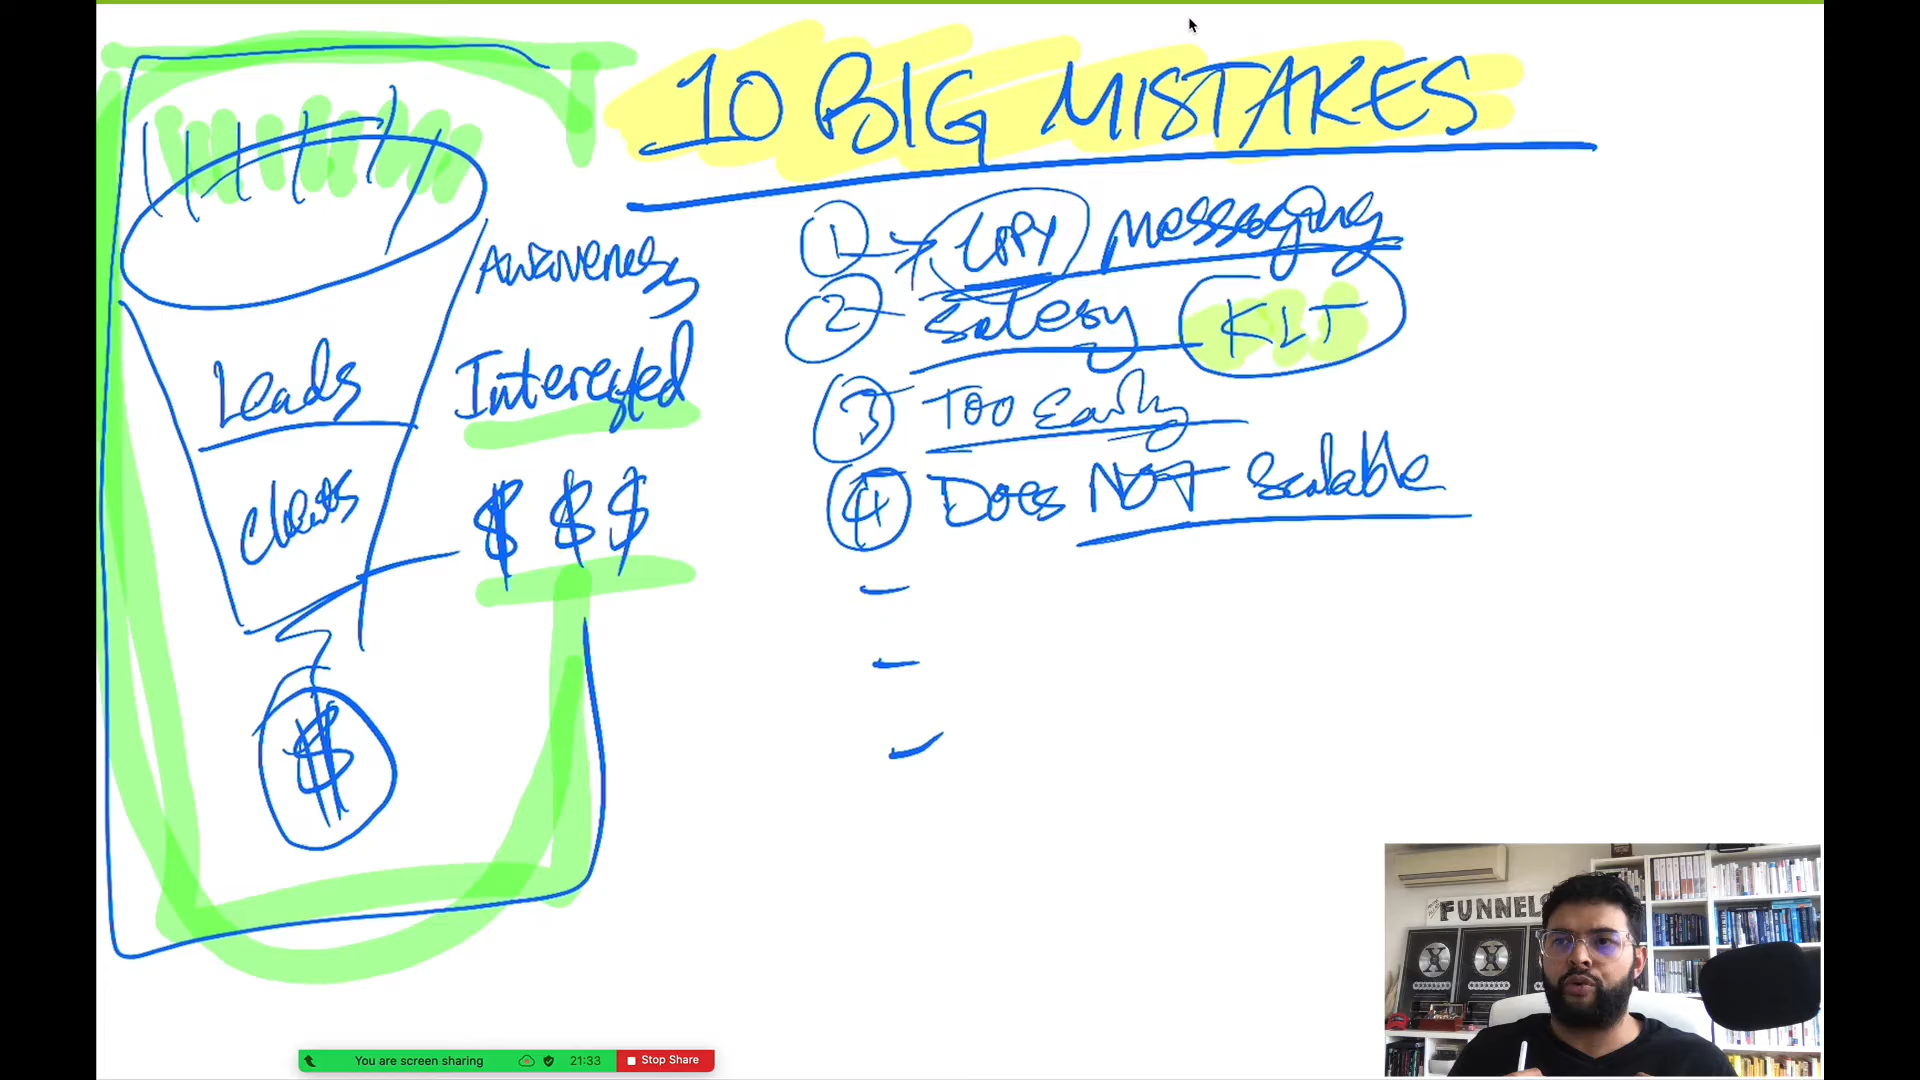 10 BIG MISTAKES
1 → COPY Messaging
2 Salesy KLT
3 Too Early
4 Does NOT Scalable
Awareness
Leads Interested
Clients $ $ $
$
FUNNELS
X X
You are screen sharing 21:33 Stop Share